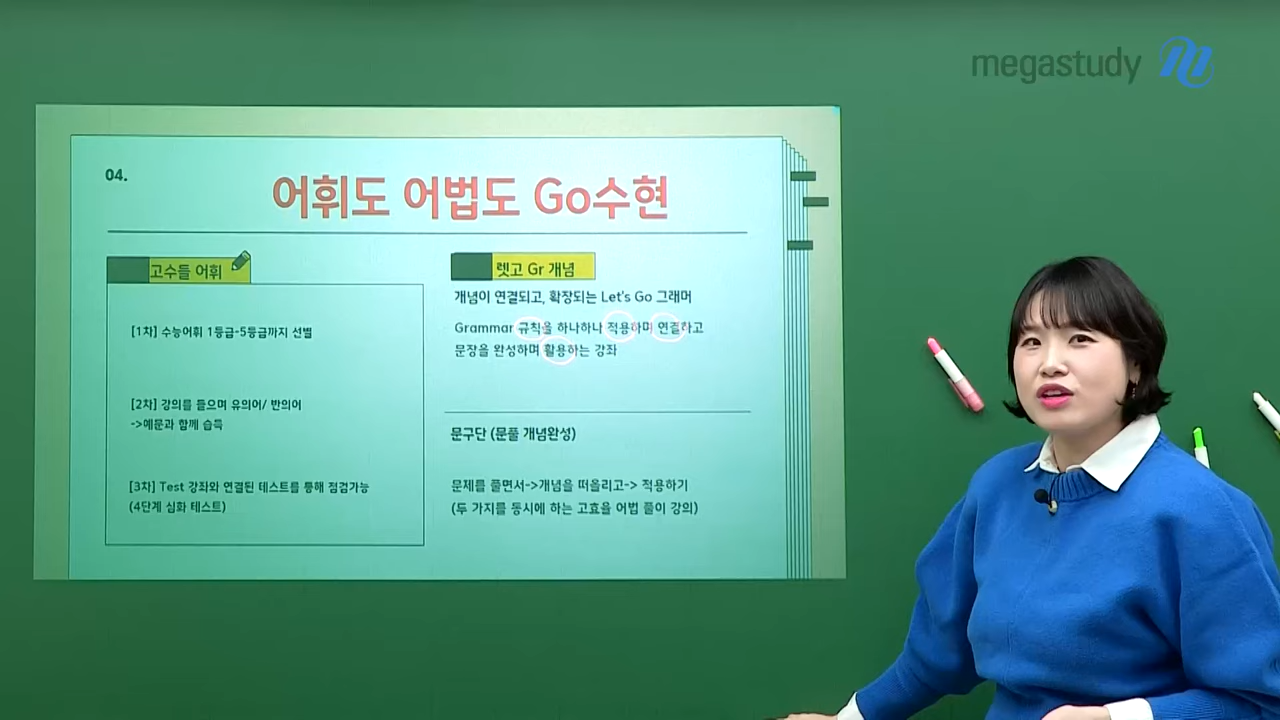 megastudy
04.
어휘도 어법도 Go수현
고수들 어휘
[1차] 수능어휘 1등급-5등급까지 선별
[2차] 강의를 들으며 유의어/ 반의어
->예문과 함께 습득
[3차] Test 강좌와 연결된 테스트를 통해 점검가능
(4단계 심화 테스트)
렛고 Gr 개념
개념이 연결되고, 확장되는 Let's Go 그래머
Grammar 규칙을 하나하나 적용하며 연결하고
문장을 완성하며 활용하는 강좌
문구단 (문풀 개념완성)
문제를 풀면서->개념을 떠올리고-> 적용하기
(두 가지를 동시에 하는 고효율 어법 풀이 강의)